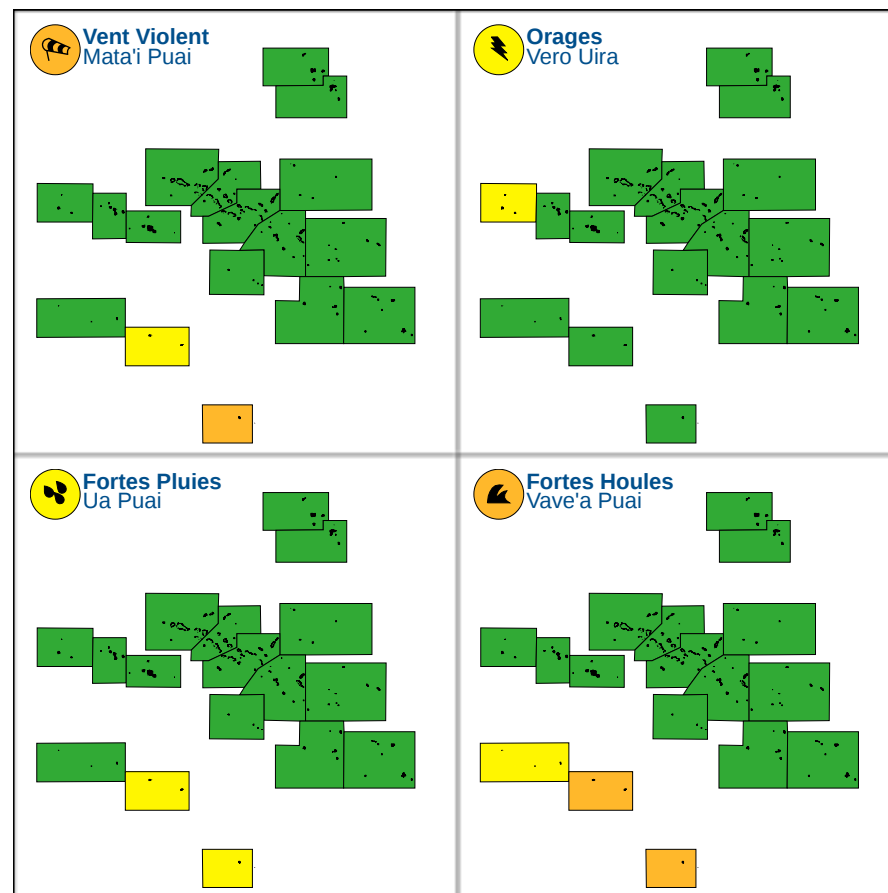 Vent Violent
Mata'i Puai
Orages
Vero Uira
Fortes Pluies
Ua Puai
Fortes Houles
Vave'a Puai